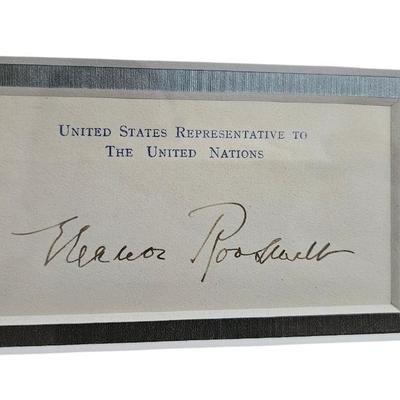 United States Representative to
The United Nations
Eleanor Roosevelt